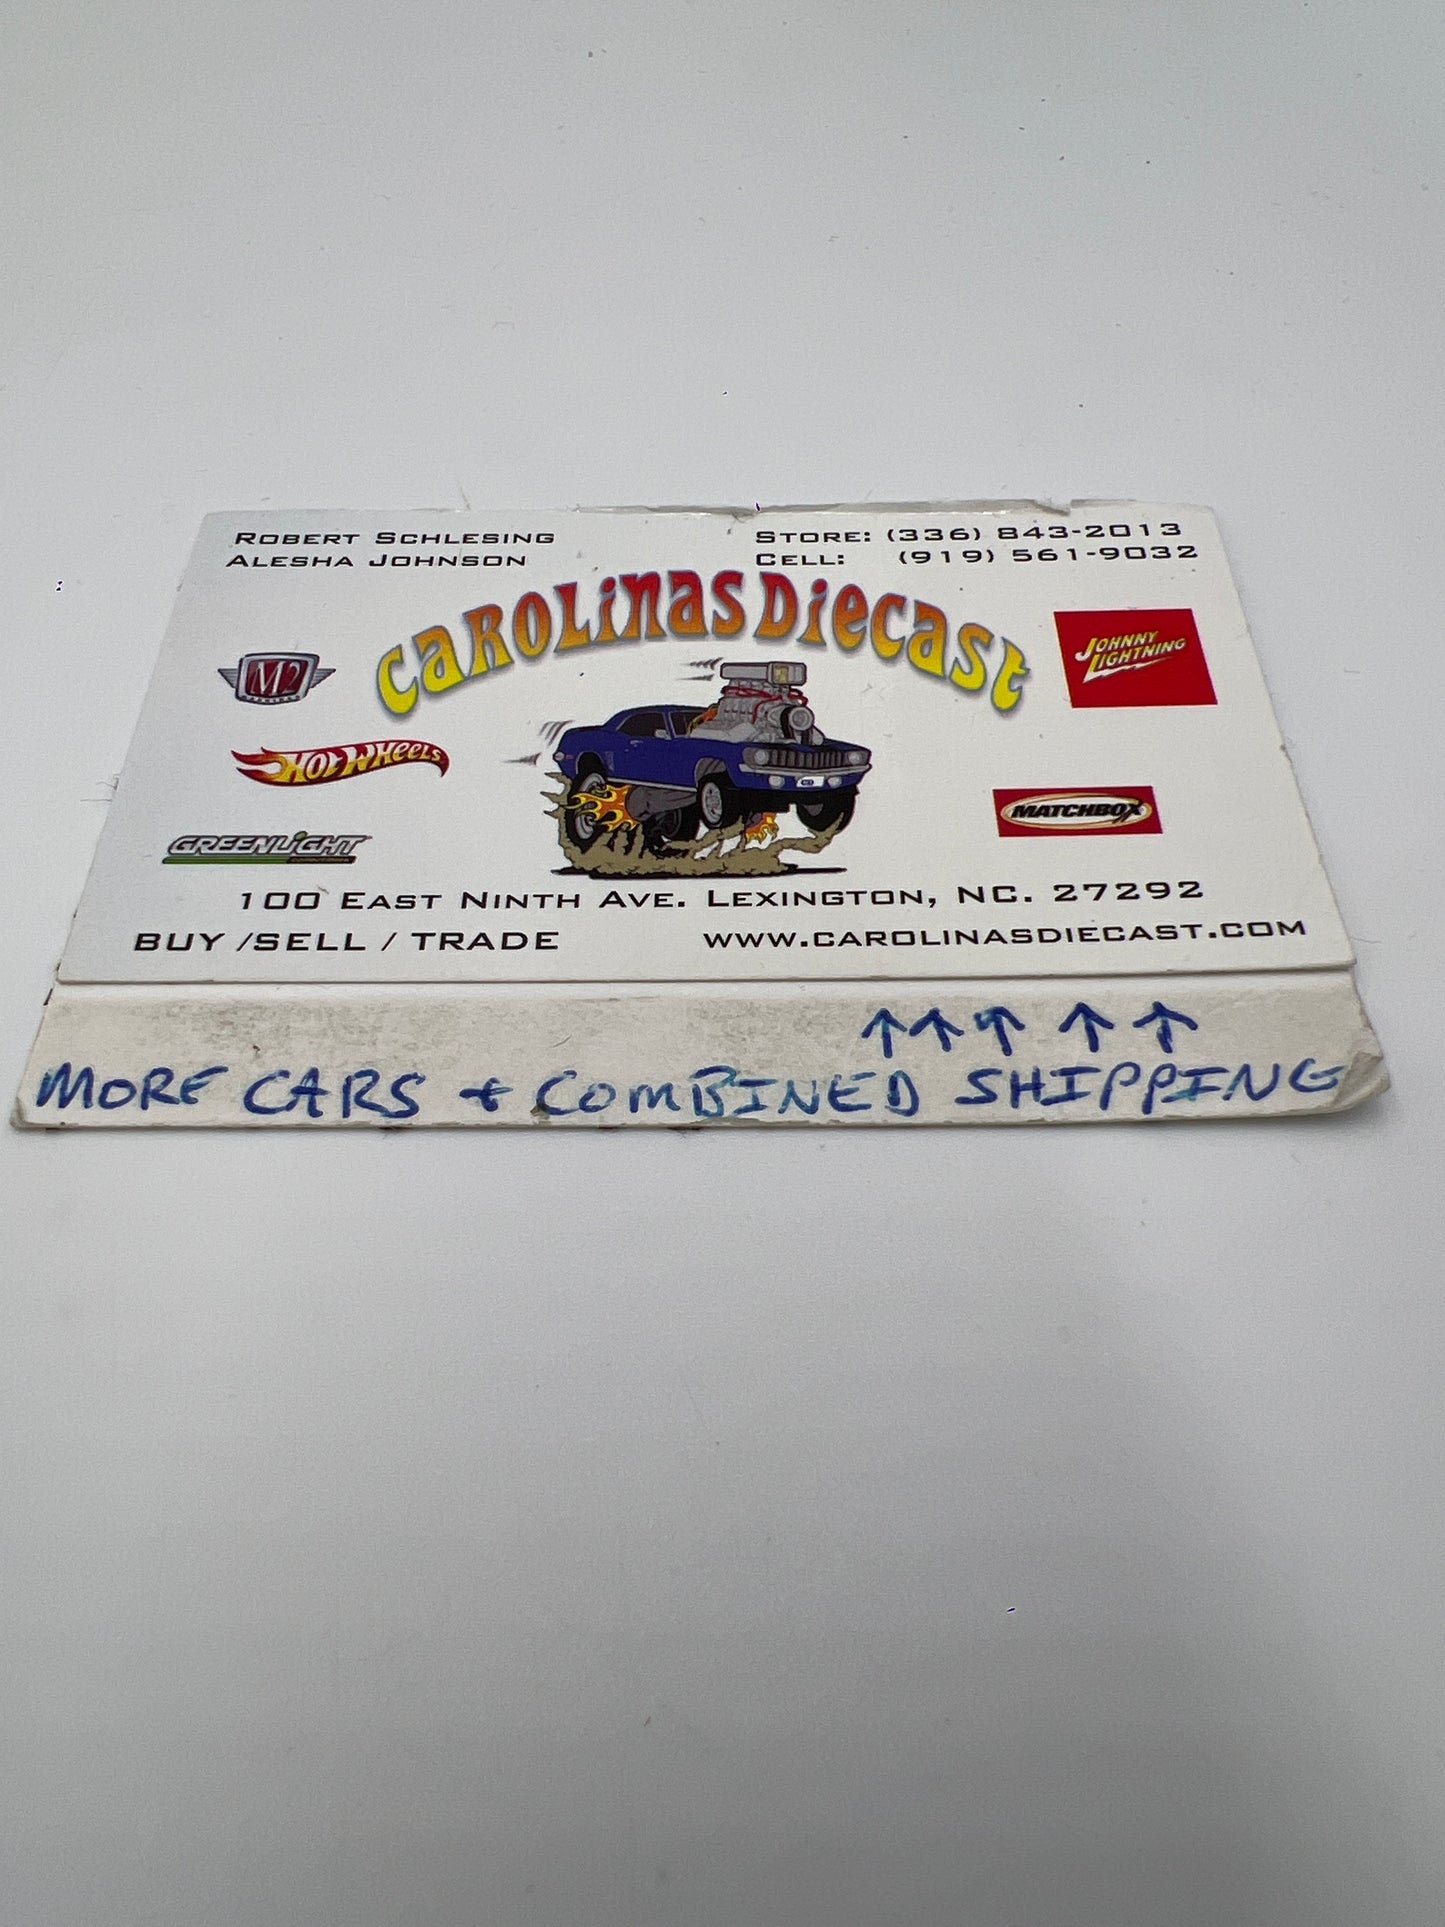 ROBERT SCHLESING
ALESHA JOHNSON
STORE: (336) 843-2013
CELL: (919) 561-9032
CAROLINAS DIECAST
M2
JOHNNY LIGHTNING
HOT WHEELS
MATCHBOX
GREENLIGHT
100 EAST NINTH AVE. LEXINGTON, NC. 27292
BUY /SELL / TRADE
WWW.CAROLINASDIECAST.COM
↑↑↑↑↑
MORE CARS + COMBINED SHIPPING